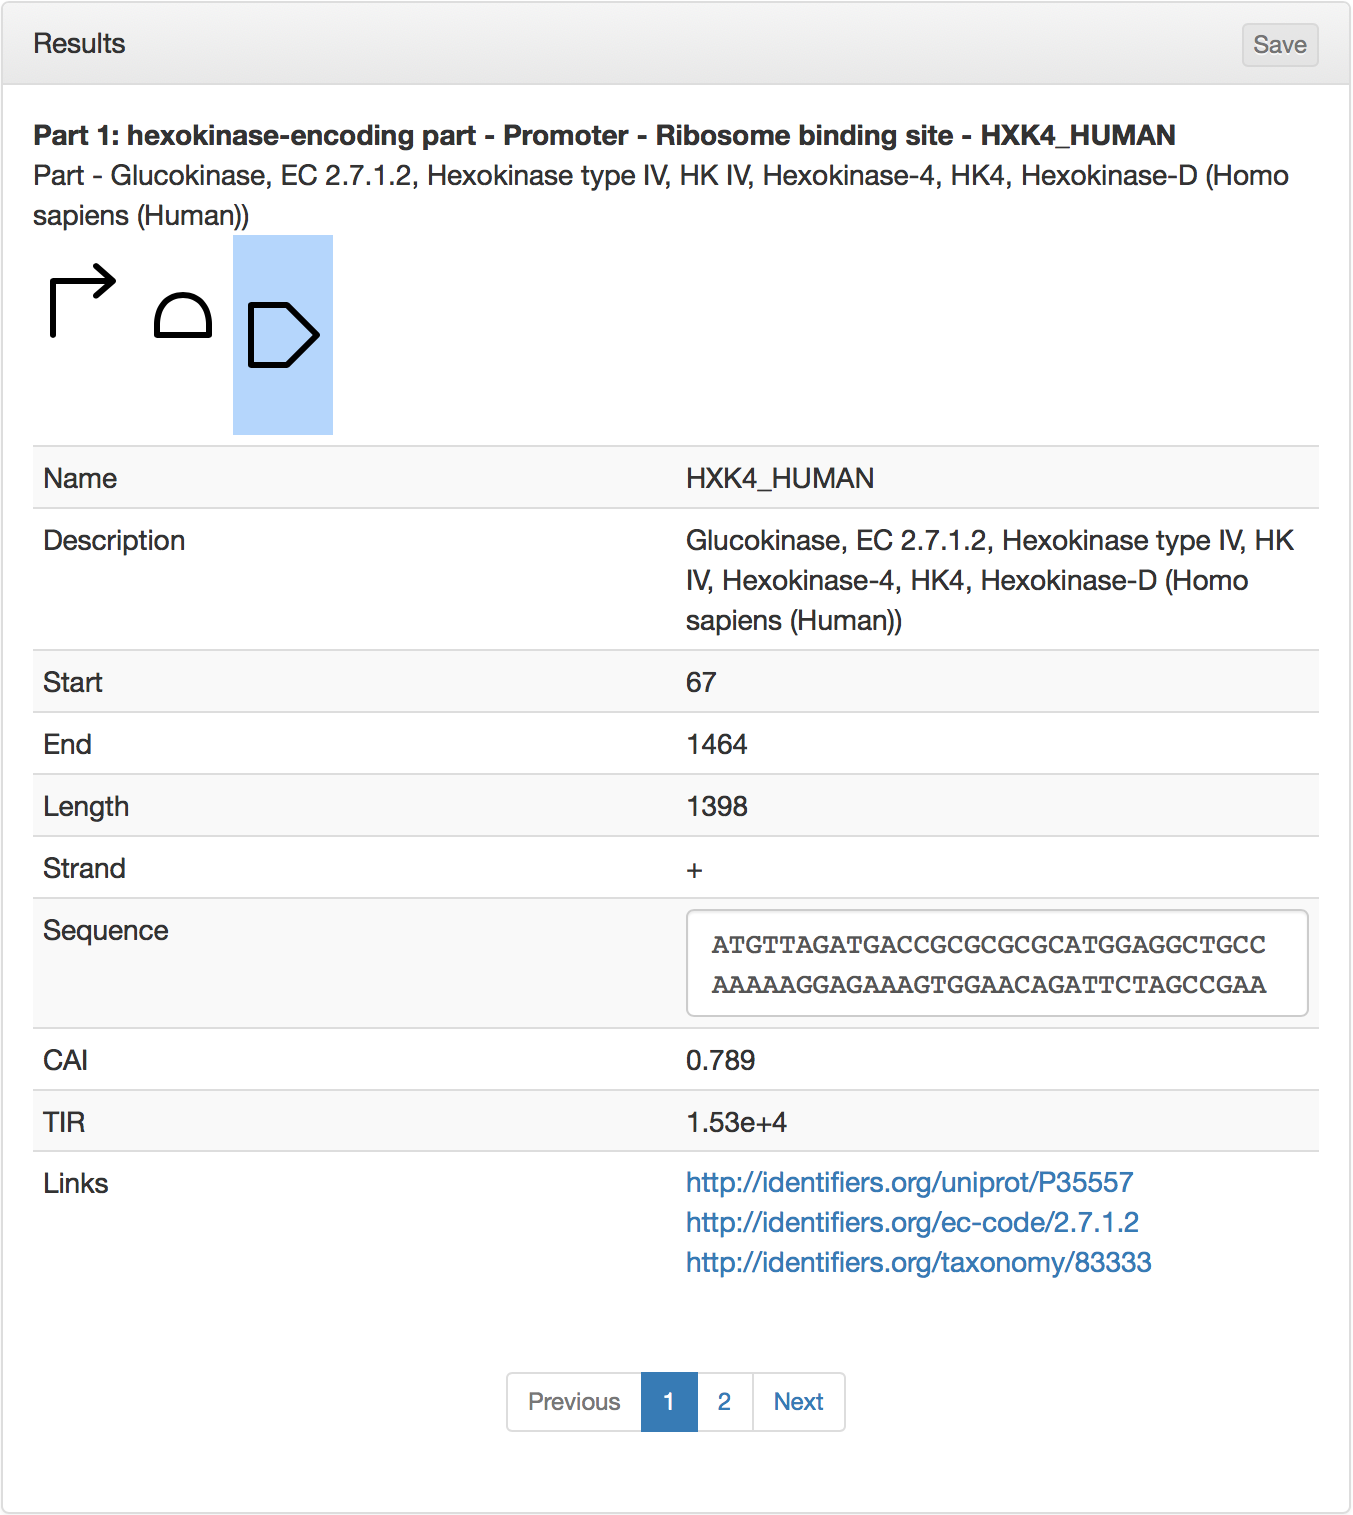 Results
Save
Part 1: hexokinase-encoding part - Promoter - Ribosome binding site - HXK4_HUMAN
Part - Glucokinase, EC 2.7.1.2, Hexokinase type IV, HK IV, Hexokinase-4, HK4, Hexokinase-D (Homo
sapiens (Human))
Name HXK4_HUMAN
Description Glucokinase, EC 2.7.1.2, Hexokinase type IV, HK
IV, Hexokinase-4, HK4, Hexokinase-D (Homo
sapiens (Human))
Start 67
End 1464
Length 1398
Strand +
Sequence ATGTTAGATGACCGCGCGCGCATGGAGGCTGCC
AAAAAGGAGAAAGTGGAACAGATTCTAGCCGAA
CAI 0.789
TIR 1.53e+4
Links http://identifiers.org/uniprot/P35557
http://identifiers.org/ec-code/2.7.1.2
http://identifiers.org/taxonomy/83333
Previous 1 2 Next